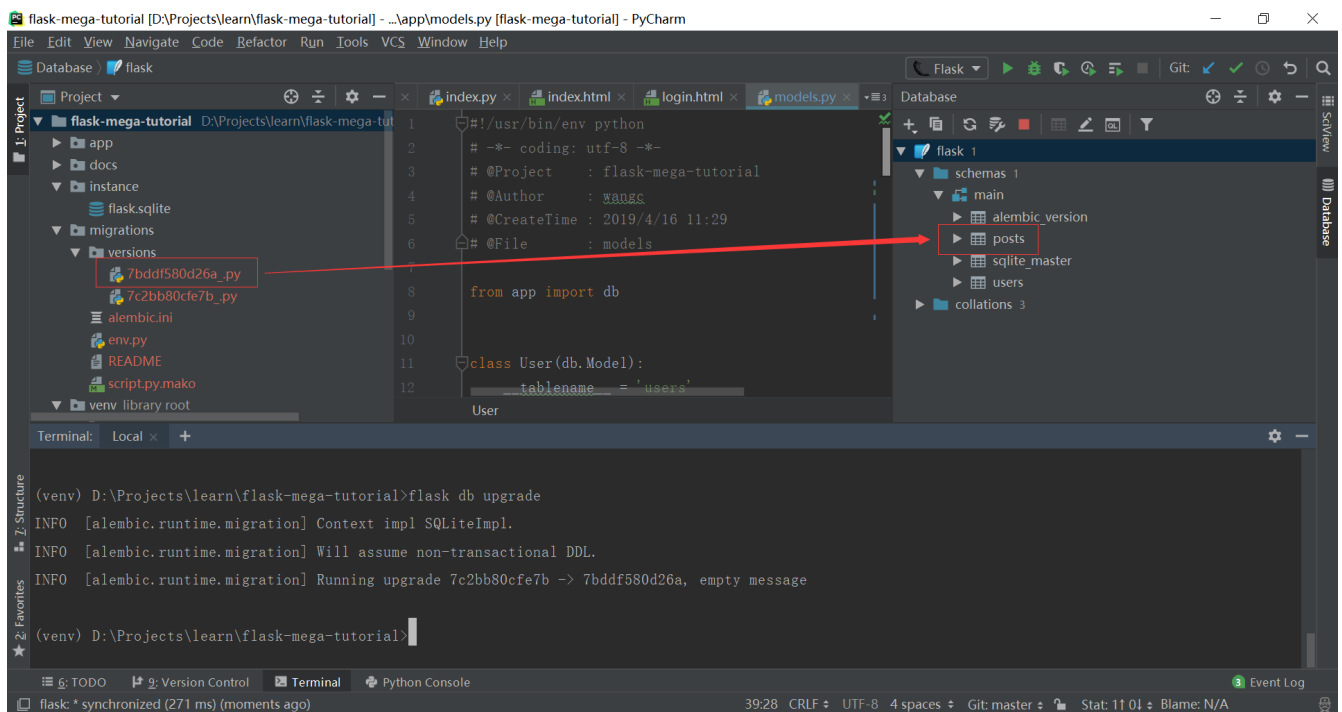 flask-mega-tutorial [D:\Projects\learn\flask-mega-tutorial] - ...\app\models.py [flask-mega-tutorial] - PyCharm
File Edit View Navigate Code Refactor Run Tools VCS Window Help
Database flask
Flask Git:
1: Project
Project
flask-mega-tutorial D:\Projects\learn\flask-mega-tut
app
docs
instance
flask.sqlite
migrations
versions
7bddf580d26a_.py
7c2bb80cfe7b_.py
alembic.ini
env.py
README
script.py.mako
venv library root
index.py index.html login.html models.py 3
1 #!/usr/bin/env python
2 # -*- coding: utf-8 -*-
3 # @Project : flask-mega-tutorial
4 # @Author : wangc
5 # @CreateTime : 2019/4/16 11:29
6 # @File : models
7
8 from app import db
9
10
11 class User(db.Model):
12 __tablename__ = 'users'
User
Database
flask 1
schemas 1
main
alembic_version
posts
sqlite_master
users
collations 3
SciView
Database
Terminal: Local +
(venv) D:\Projects\learn\flask-mega-tutorial>flask db upgrade
INFO [alembic.runtime.migration] Context impl SQLiteImpl.
INFO [alembic.runtime.migration] Will assume non-transactional DDL.
INFO [alembic.runtime.migration] Running upgrade 7c2bb80cfe7b -> 7bddf580d26a, empty message
(venv) D:\Projects\learn\flask-mega-tutorial>
7: Structure
2: Favorites
6: TODO 9: Version Control Terminal Python Console 3 Event Log
flask: * synchronized (271 ms) (moments ago) 39:28 CRLF UTF-8 4 spaces Git: master Stat: 1↑ 0↓ Blame: N/A